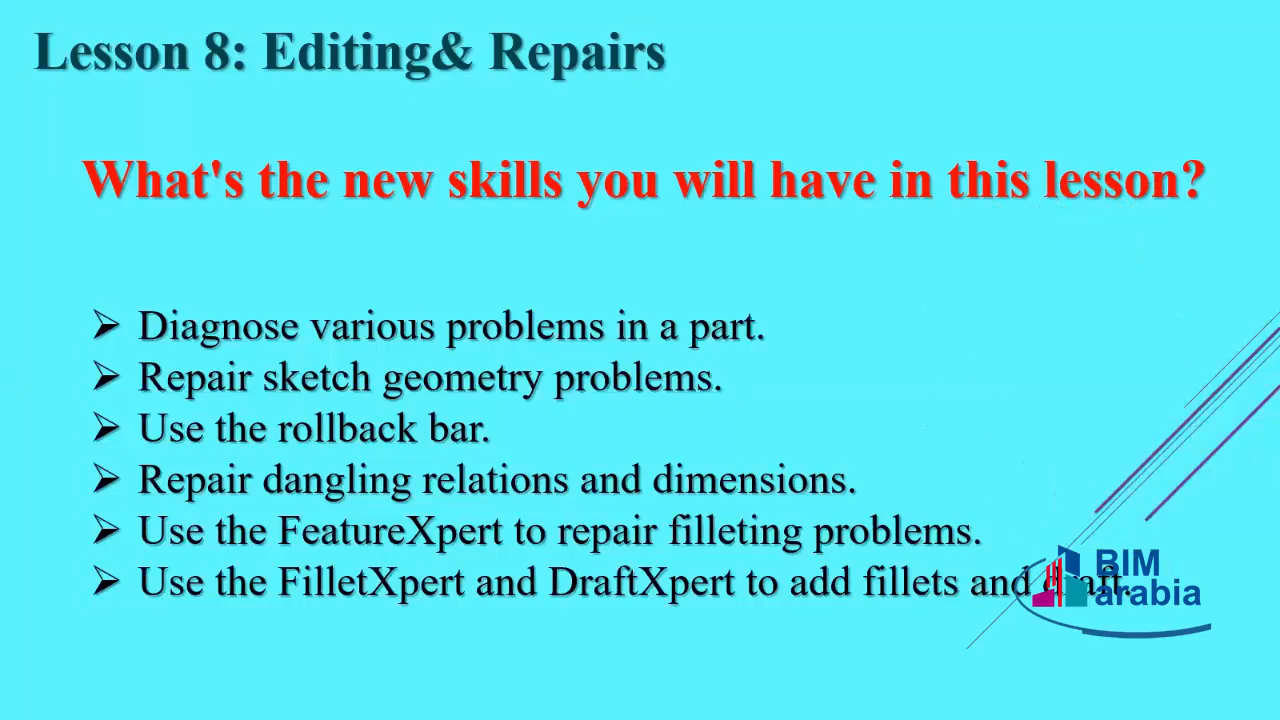 Lesson 8: Editing& Repairs
What's the new skills you will have in this lesson?
➢ Diagnose various problems in a part.
➢ Repair sketch geometry problems.
➢ Use the rollback bar.
➢ Repair dangling relations and dimensions.
➢ Use the FeatureXpert to repair filleting problems.
➢ Use the FilletXpert and DraftXpert to add fillets and draft.
BIM
arabia